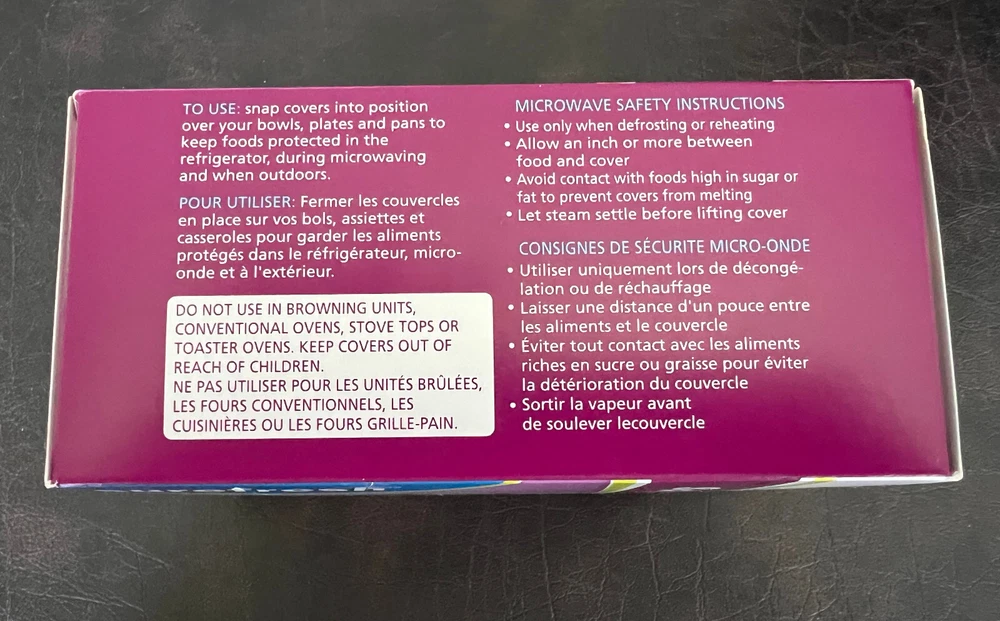 TO USE: snap covers into position
over your bowls, plates and pans to
keep foods protected in the
refrigerator, during microwaving
and when outdoors.
POUR UTILISER: Fermer les couvercles
en place sur vos bols, assiettes et
casseroles pour garder les aliments
protégés dans le réfrigérateur, micro-
onde et à l'extérieur.
DO NOT USE IN BROWNING UNITS,
CONVENTIONAL OVENS, STOVE TOPS OR
TOASTER OVENS. KEEP COVERS OUT OF
REACH OF CHILDREN.
NE PAS UTILISER POUR LES UNITÉS BRÛLÉES,
LES FOURS CONVENTIONNELS, LES
CUISINIÈRES OU LES FOURS GRILLE-PAIN.
MICROWAVE SAFETY INSTRUCTIONS
• Use only when defrosting or reheating
• Allow an inch or more between
food and cover
• Avoid contact with foods high in sugar or
fat to prevent covers from melting
• Let steam settle before lifting cover
CONSIGNES DE SÉCURITE MICRO-ONDE
• Utiliser uniquement lors de décongé-
lation ou de réchauffage
• Laisser une distance d'un pouce entre
les aliments et le couvercle
• Éviter tout contact avec les aliments
riches en sucre ou graisse pour éviter
la détérioration du couvercle
• Sortir la vapeur avant
de soulever lecouvercle